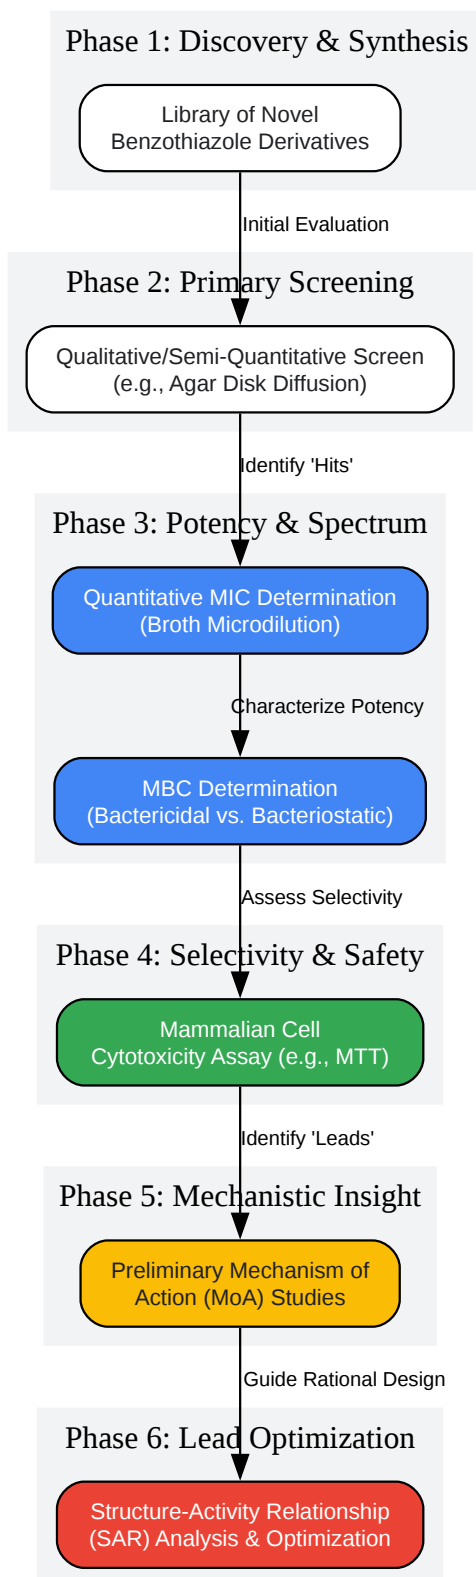 Phase 1: Discovery & Synthesis
Library of Novel
Benzothiazole Derivatives
Initial Evaluation
Phase 2: Primary Screening
Qualitative/Semi-Quantitative Screen
(e.g., Agar Disk Diffusion)
Identify 'Hits'
Phase 3: Potency & Spectrum
Quantitative MIC Determination
(Broth Microdilution)
Characterize Potency
MBC Determination
(Bactericidal vs. Bacteriostatic)
Assess Selectivity
Phase 4: Selectivity & Safety
Mammalian Cell
Cytotoxicity Assay (e.g., MTT)
Identify 'Leads'
Phase 5: Mechanistic Insight
Preliminary Mechanism of
Action (MoA) Studies
Guide Rational Design
Phase 6: Lead Optimization
Structure-Activity Relationship
(SAR) Analysis & Optimization